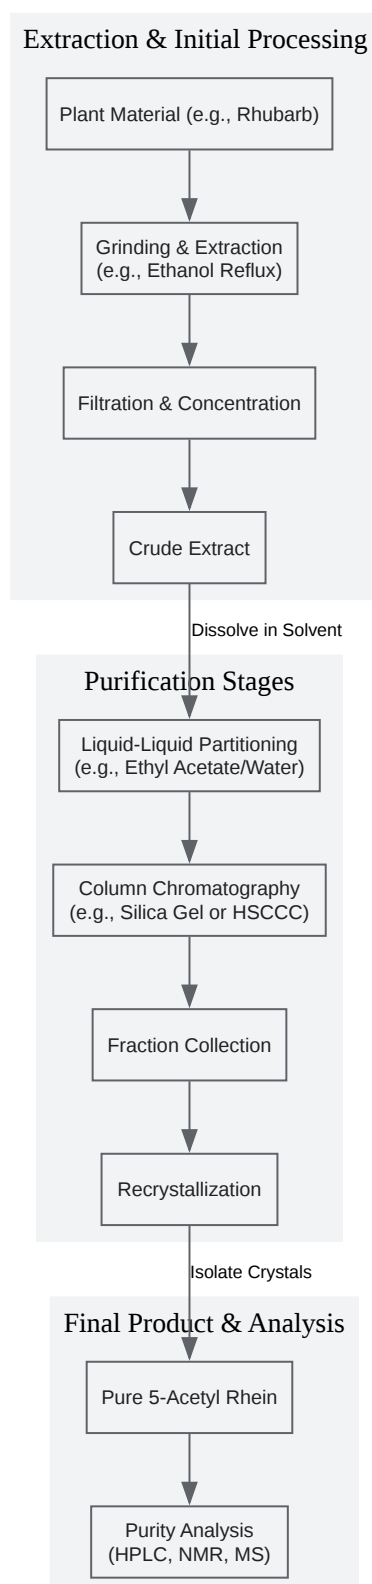 Extraction & Initial Processing
Plant Material (e.g., Rhubarb)
Grinding & Extraction
(e.g., Ethanol Reflux)
Filtration & Concentration
Crude Extract
Dissolve in Solvent
Purification Stages
Liquid-Liquid Partitioning
(e.g., Ethyl Acetate/Water)
Column Chromatography
(e.g., Silica Gel or HSCCC)
Fraction Collection
Recrystallization
Isolate Crystals
Final Product & Analysis
Pure 5-Acetyl Rhein
Purity Analysis
(HPLC, NMR, MS)